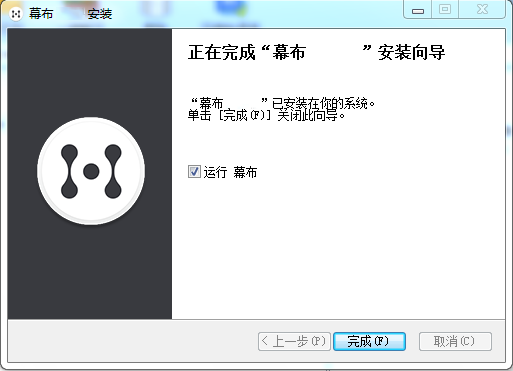 幕布 安装
正在完成“幕布 ”安装向导
“幕布 ”已安装在你的系统。
单击 [完成(F)] 关闭此向导。
运行 幕布
< 上一步(P)
完成(F)
取消(C)